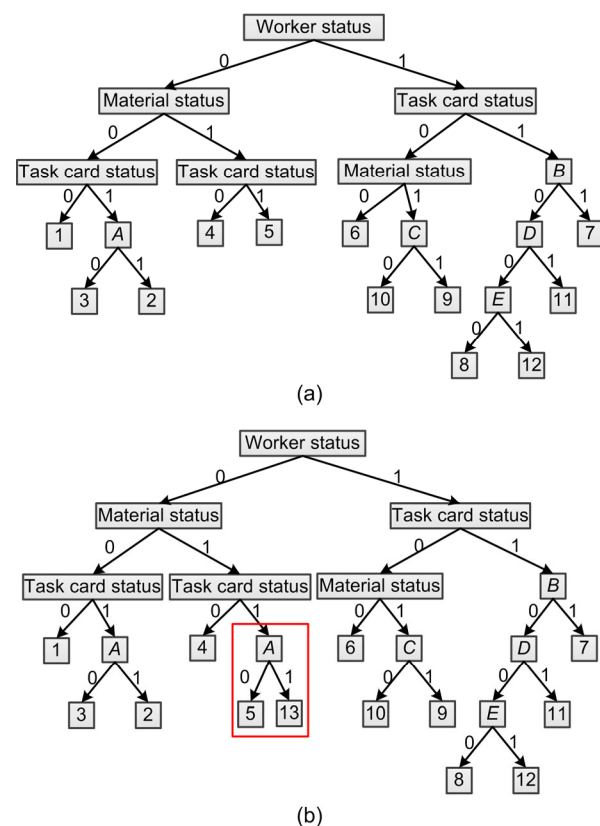 Worker status
0 1
Material status Task card status
0 1 0 1
Task card status Task card status Material status B
0 1 0 1 0 1 0 1
1 A 4 5 6 C D 7
0 1 0 1 0 1
3 2 10 9 E 11
0 1
8 12
(a)
Worker status
0 1
Material status Task card status
0 1 0 1
Task card status Task card status Material status B
0 1 0 1 0 1 0 1
1 A 4 A 6 C D 7
0 1 0 1 0 1 0 1
3 2 5 13 10 9 E 11
0 1
8 12
(b)